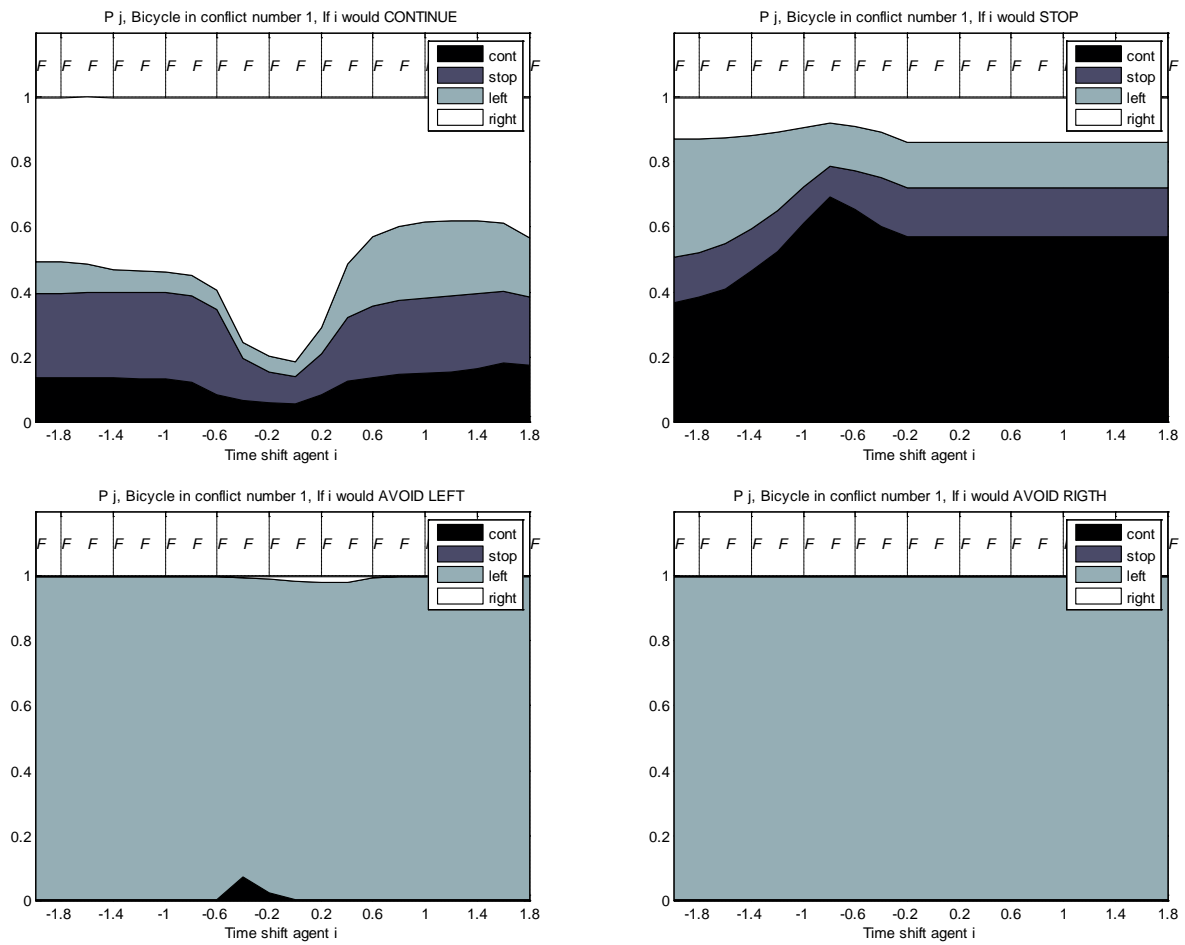 P j, Bicycle in conflict number 1, If i would CONTINUE
F F F F F F F F F F F F F F F F
cont
stop
left
right
1
0.8
0.6
0.4
0.2
0
-1.8 -1.4 -1 -0.6 -0.2 0.2 0.6 1 1.4 1.8
Time shift agent i
P j, Bicycle in conflict number 1, If i would STOP
F F F F F F F F F F F F F F F F
cont
stop
left
right
1
0.8
0.6
0.4
0.2
0
-1.8 -1.4 -1 -0.6 -0.2 0.2 0.6 1 1.4 1.8
Time shift agent i
P j, Bicycle in conflict number 1, If i would AVOID LEFT
F F F F F F F F F F F F F F F F
cont
stop
left
right
1
0.8
0.6
0.4
0.2
0
-1.8 -1.4 -1 -0.6 -0.2 0.2 0.6 1 1.4 1.8
Time shift agent i
P j, Bicycle in conflict number 1, If i would AVOID RIGTH
F F F F F F F F F F F F F F F F
cont
stop
left
right
1
0.8
0.6
0.4
0.2
0
-1.8 -1.4 -1 -0.6 -0.2 0.2 0.6 1 1.4 1.8
Time shift agent i